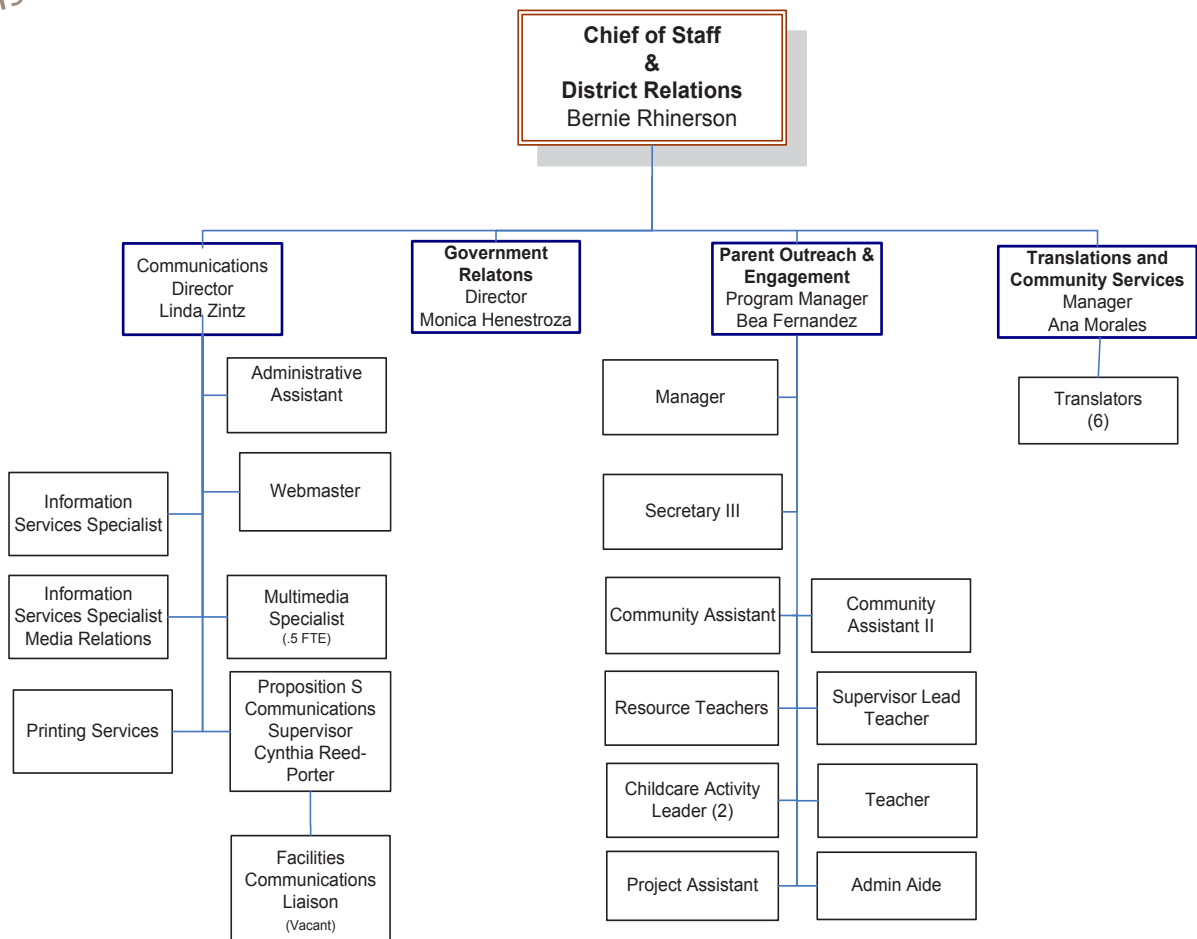 Chief of Staff
&
District Relations
Bernie Rhinerson
Communications
Director
Linda Zintz
Government
Relatons
Director
Monica Henestroza
Parent Outreach &
Engagement
Program Manager
Bea Fernandez
Translations and
Community Services
Manager
Ana Morales
Administrative
Assistant
Webmaster
Information
Services Specialist
Information
Services Specialist
Media Relations
Multimedia
Specialist
(.5 FTE)
Printing Services
Proposition S
Communications
Supervisor
Cynthia Reed-
Porter
Facilities
Communications
Liaison
(Vacant)
Manager
Secretary III
Community Assistant
Community
Assistant II
Resource Teachers
Supervisor Lead
Teacher
Childcare Activity
Leader (2)
Teacher
Project Assistant
Admin Aide
Translators
(6)